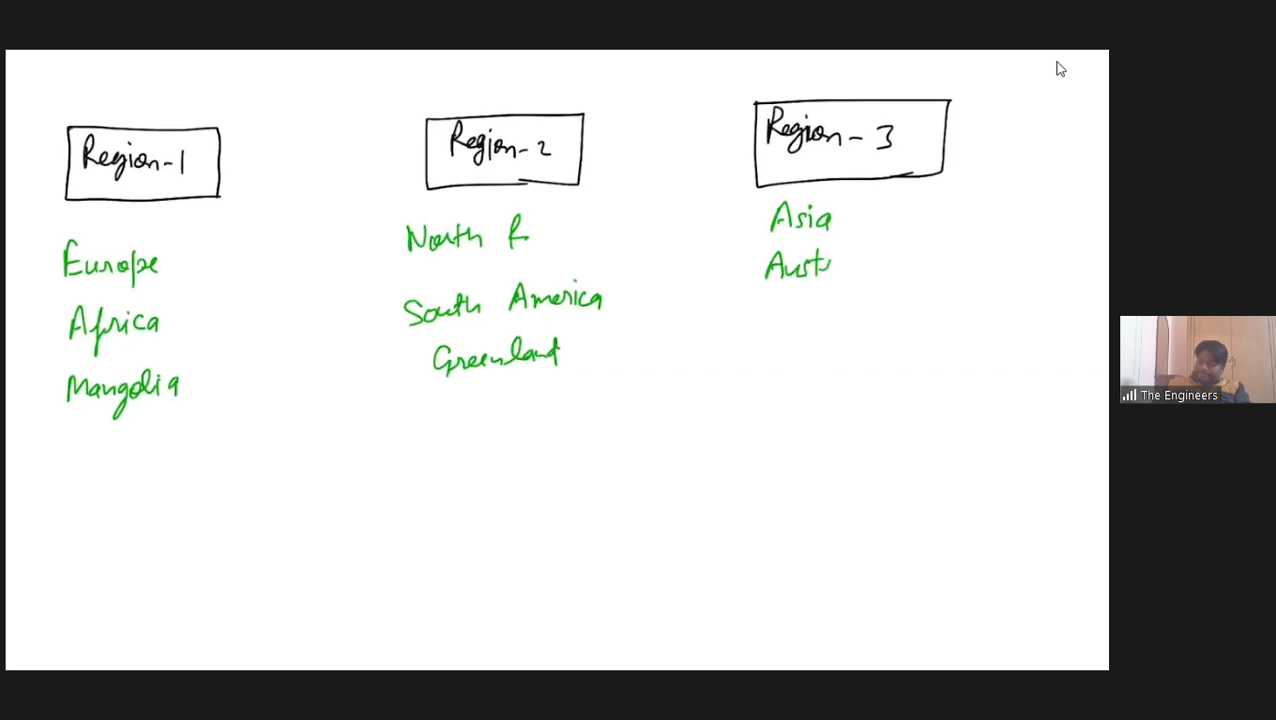 Region-1
Europe
Africa
Mangolia
Region-2
North
South America
Greenland
Region-3
Asia
Aust
The Engineers